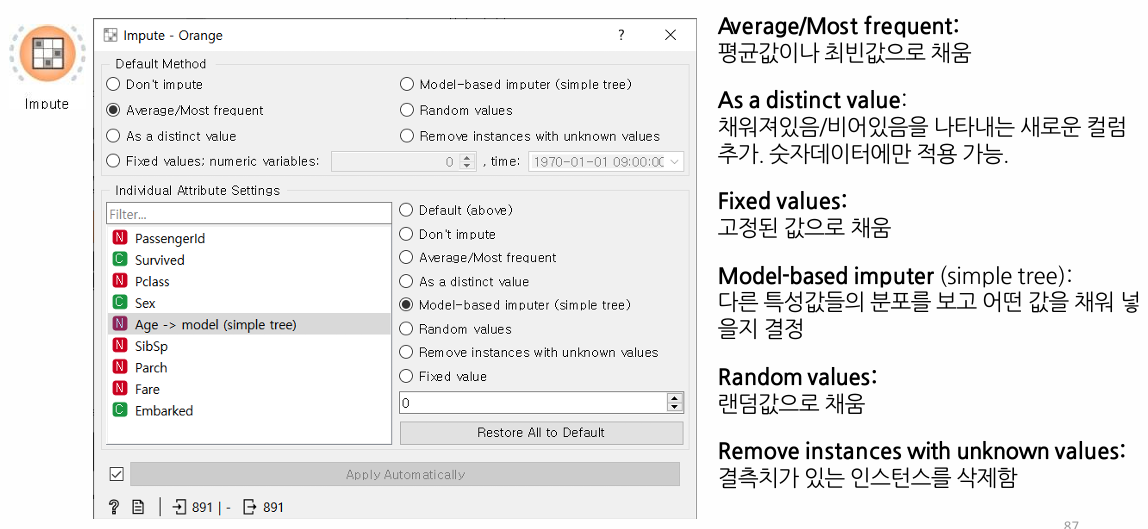 Impute
Impute - Orange
?
Default Method
Don't impute
Average/Most frequent
As a distinct value
Fixed values; numeric variables:
0
, time:
1970-01-01 09:00:00
Model-based imputer (simple tree)
Random values
Remove instances with unknown values
Individual Attribute Settings
Filter...
N PassengerId
C Survived
N Pclass
C Sex
N Age -> model (simple tree)
N SibSp
N Parch
N Fare
C Embarked
Default (above)
Don't impute
Average/Most frequent
As a distinct value
Model-based imputer (simple tree)
Random values
Remove instances with unknown values
Fixed value
0
Restore All to Default
Apply Automatically
? 891 | - 891
Average/Most frequent:
평균값이나 최빈값으로 채움
As a distinct value:
채워져있음/비어있음을 나타내는 새로운 컬럼
추가. 숫자데이터에만 적용 가능.
Fixed values:
고정된 값으로 채움
Model-based imputer (simple tree):
다른 특성값들의 분포를 보고 어떤 값을 채워 넣
을지 결정
Random values:
랜덤값으로 채움
Remove instances with unknown values:
결측치가 있는 인스턴스를 삭제함
87